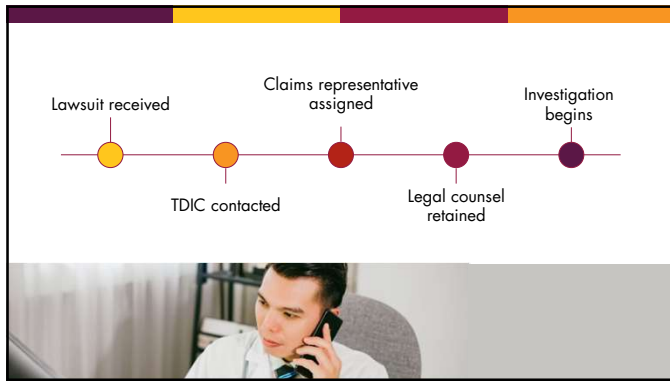 Lawsuit received
TDIC contacted
Claims representative
assigned
Legal counsel
retained
Investigation
begins